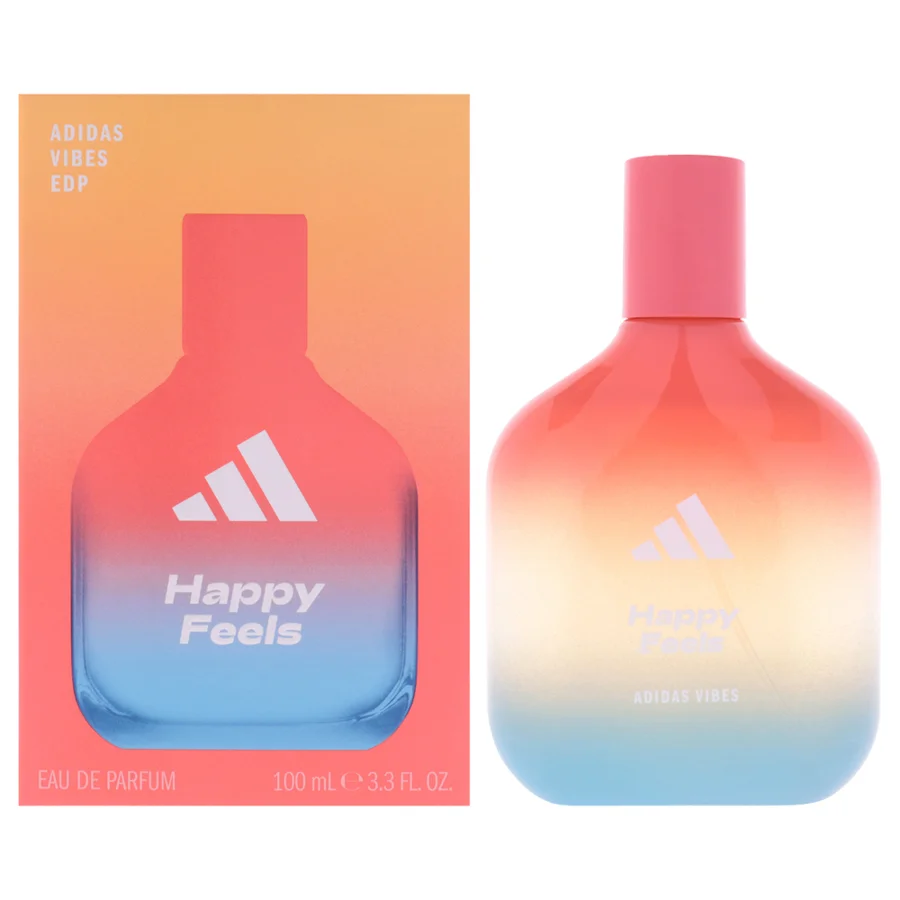 ADIDAS
VIBES
EDP
Happy
Feels
EAU DE PARFUM
100 mL ℮ 3.3 FL. OZ.
Happy
Feels
ADIDAS VIBES